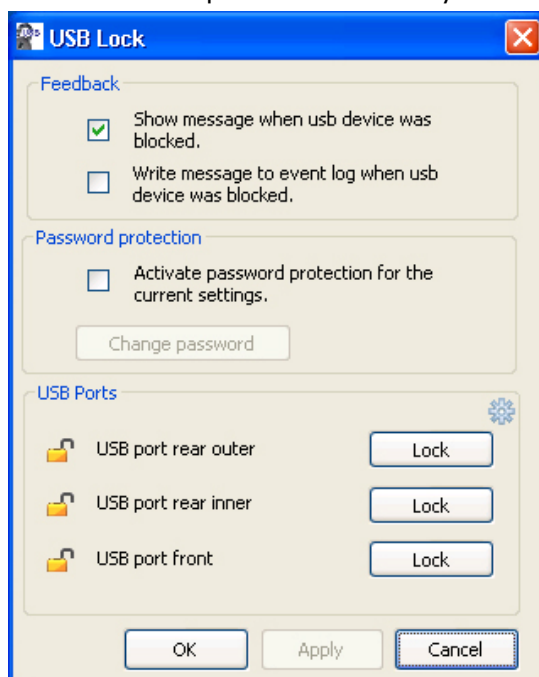 USB Lock
Feedback
Show message when usb device was
blocked.
Write message to event log when usb
device was blocked.
Password protection
Activate password protection for the
current settings.
Change password
USB Ports
USB port rear outer
Lock
USB port rear inner
Lock
USB port front
Lock
OK
Apply
Cancel